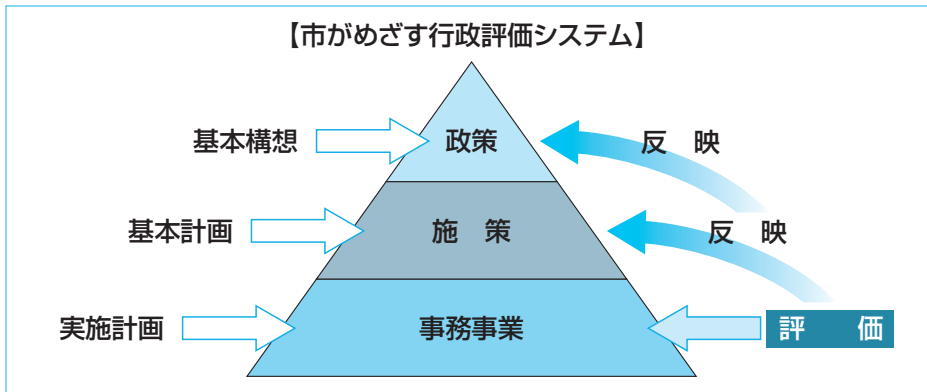 【市がめざす行政評価システム】
基本構想
政策
反 映
基本計画
施 策
反 映
実施計画
事務事業
評 価